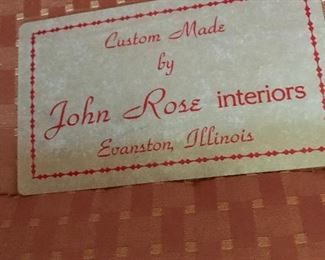 Custom Made
by
John Rose interiors
Evanston, Illinois